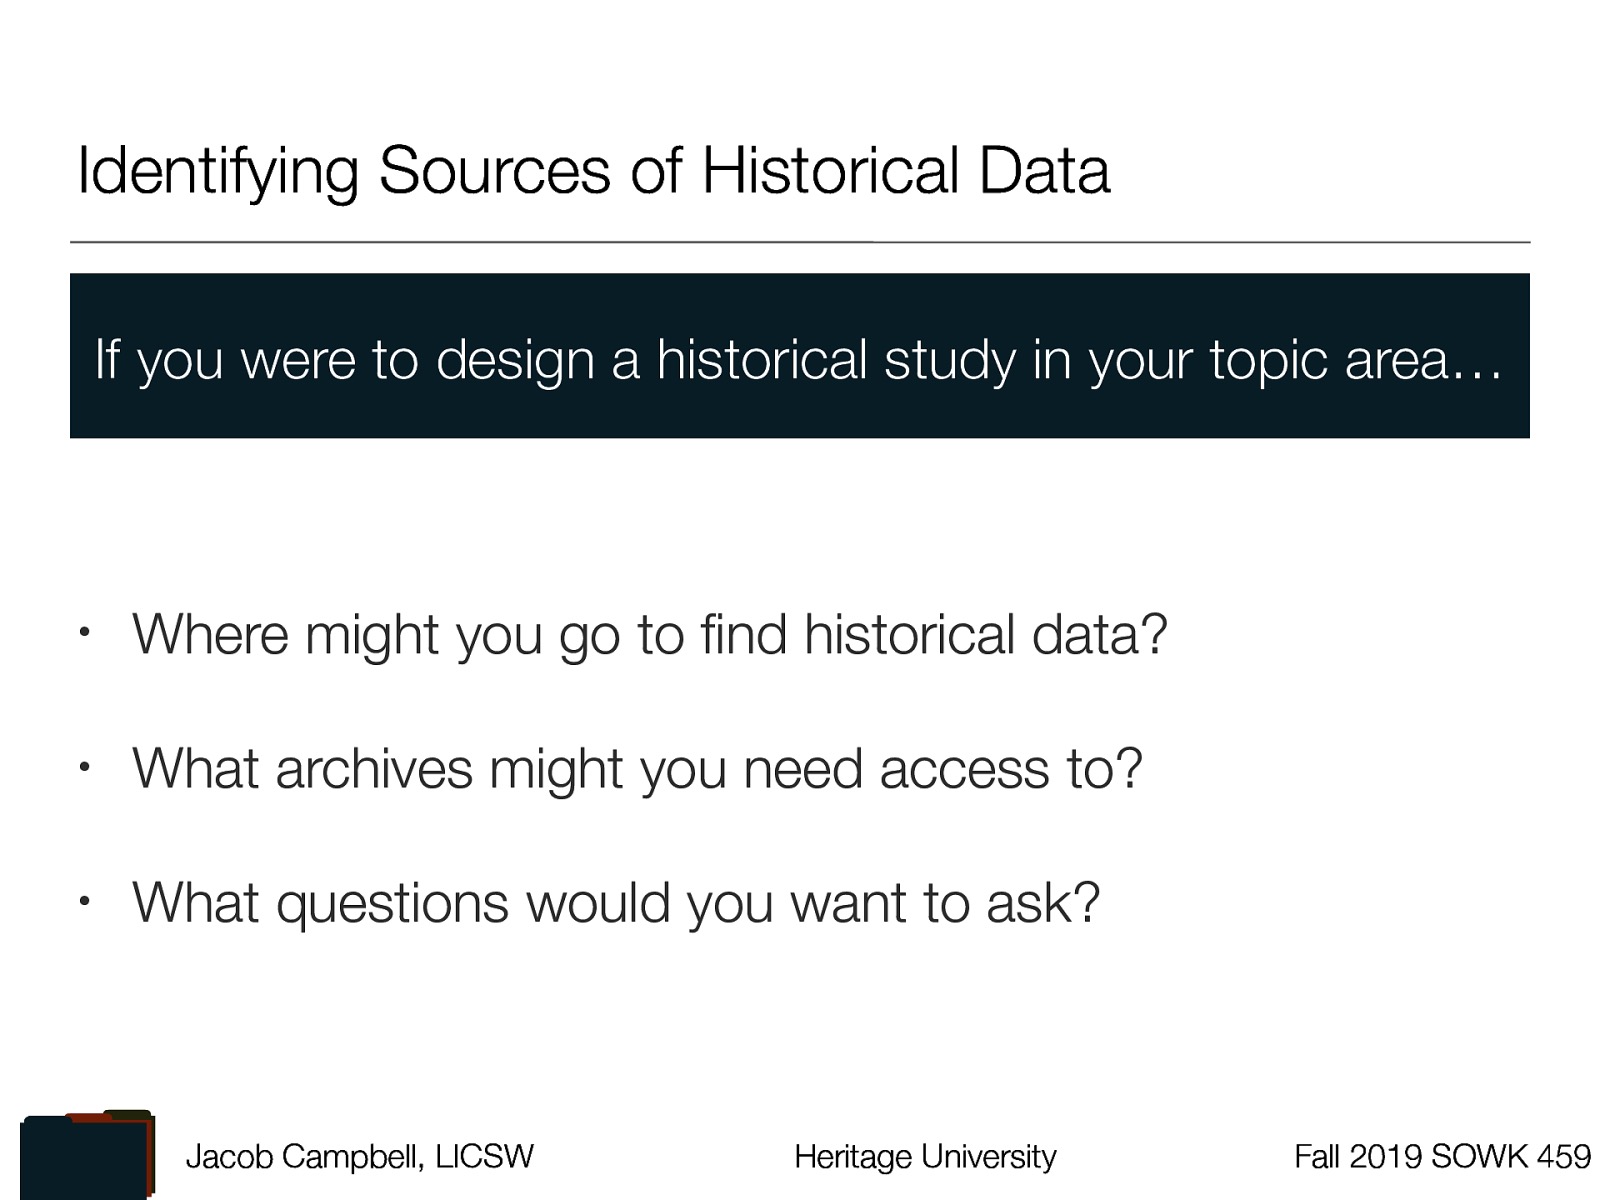 Identifying Sources of Historical Data
If you were to design a historical study in your topic area…
• Where might you go to find historical data?
• What archives might you need access to?
• What questions would you want to ask?
Jacob Campbell, LICSW Heritage University Fall 2019 SOWK 459